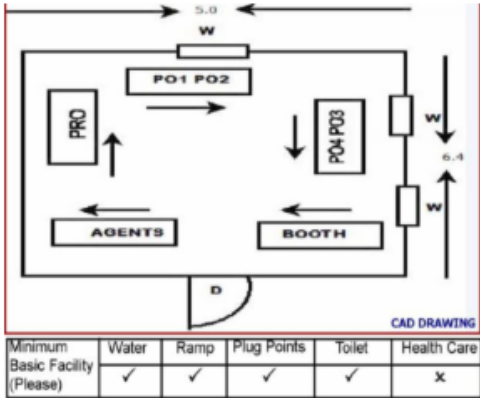 5.0
W
PO1 PO2
PRO
PO4 PO3
W
6.4
W
AGENTS
BOOTH
D
CAD DRAWING
Minimum Basic Facility (Please) Water Ramp Plug Points Toilet Health Care
✓ ✓ ✓ ✓ x